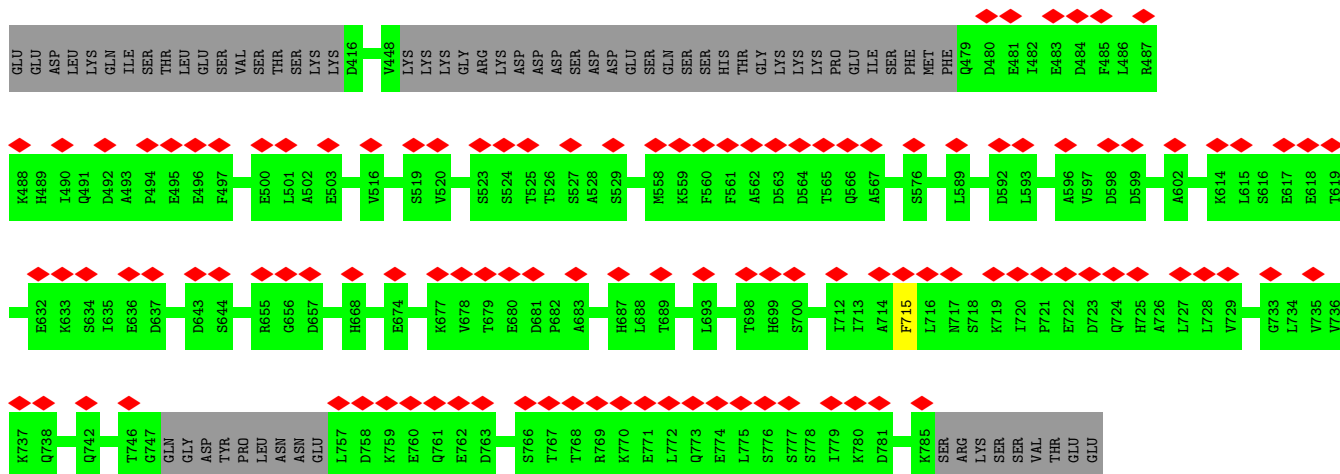 GLU GLU ASP LEU LYS GLN ILE SER THR LEU GLU SER VAL SER THR SER LYS LYS D416 V448 LYS LYS LYS GLY ARG LYS ASP ASP ASP SER ASP ASP GLU SER GLN SER SER HIS THR GLY LYS LYS LYS PRO GLU ILE SER PHE MET PHE Q479 D480 E481 I482 E483 D484 F485 L486 R487
K488 H489 I490 Q491 D492 A493 P494 E495 E496 F497 E500 L501 A502 E503 V516 S519 V520 S523 S524 T525 T526 S527 A528 S529 M558 K559 F560 F561 A562 D563 D564 T565 Q566 A567 S576 L589 D592 L593 A596 V597 D598 D599 A602 K614 L615 S616 E617 E618 T619
E632 K633 S634 I635 E636 D637 D643 S644 R655 G656 D657 H668 E674 K677 V678 T679 E680 D681 P682 A683 H687 L688 T689 L693 T698 H699 S700 I712 I713 A714 F715 L716 N717 S718 K719 I720 P721 E722 D723 Q724 H725 A726 L727 L728 V729 G733 L734 V735 V736
K737 Q738 Q742 T746 G747 GLN GLY ASP TYR PRO LEU ASN ASN GLU L757 D758 K759 E760 Q761 E762 D763 S766 T767 T768 R769 K770 E771 L772 Q773 E774 L775 S776 S777 S778 I779 K780 D781 K785 SER ARG LYS SER SER VAL THR GLU GLU